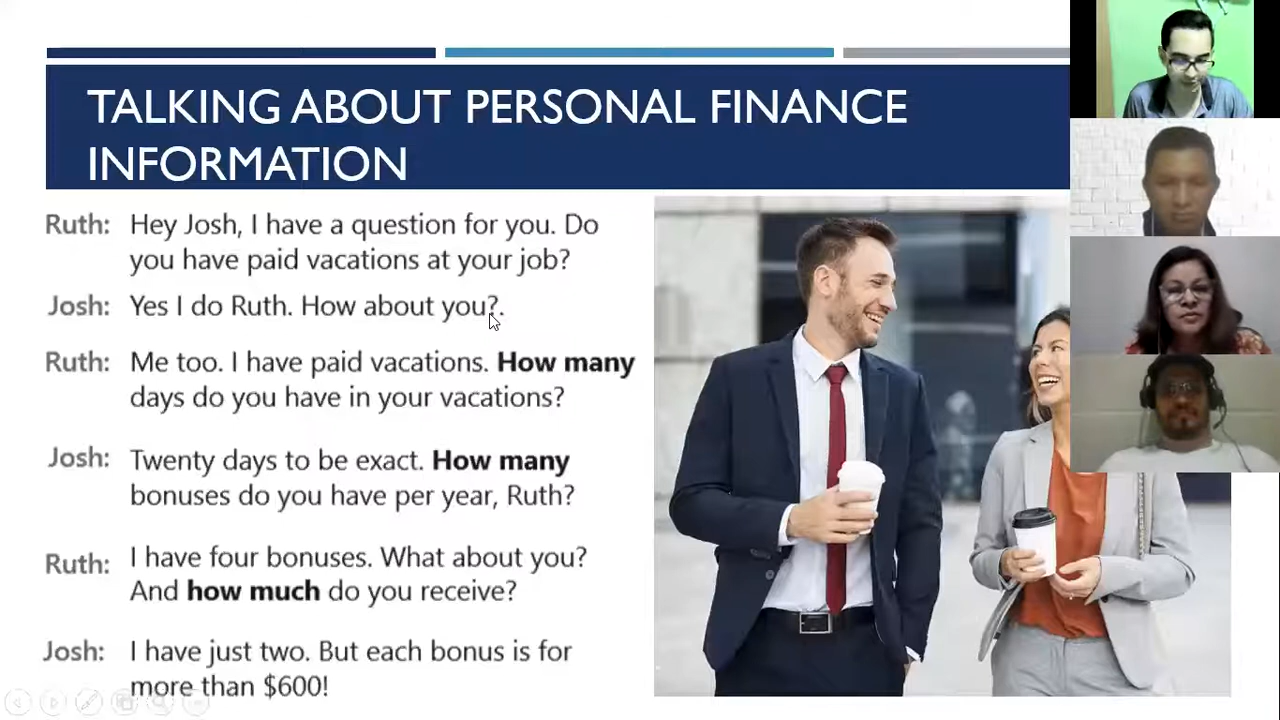 TALKING ABOUT PERSONAL FINANCE
INFORMATION
Ruth: Hey Josh, I have a question for you. Do
you have paid vacations at your job?
Josh: Yes I do Ruth. How about you?.
Ruth: Me too. I have paid vacations. How many
days do you have in your vacations?
Josh: Twenty days to be exact. How many
bonuses do you have per year, Ruth?
Ruth: I have four bonuses. What about you?
And how much do you receive?
Josh: I have just two. But each bonus is for
more than $600!